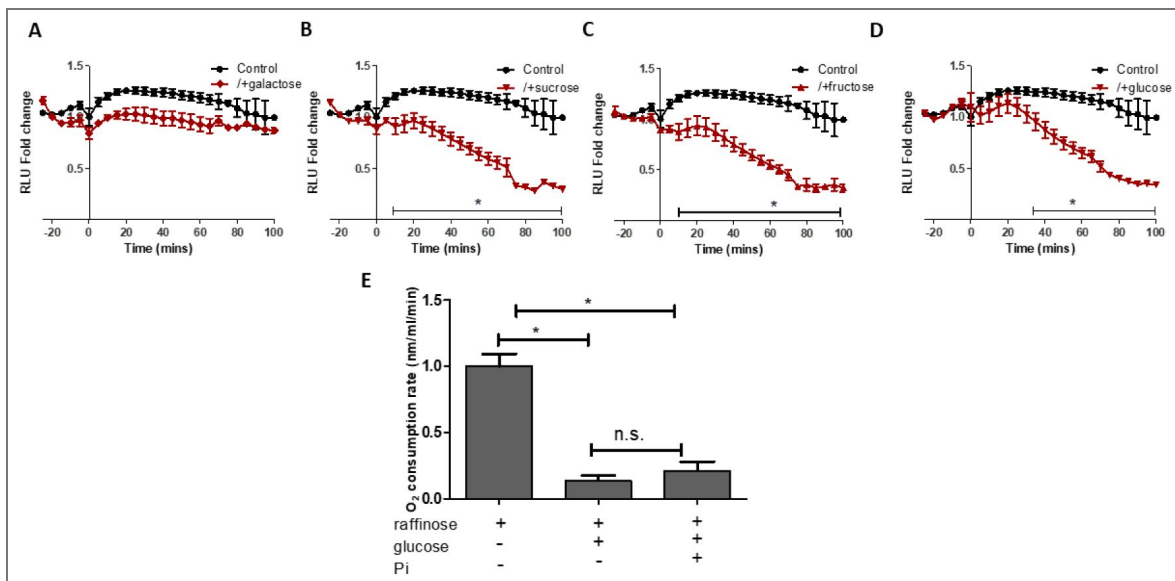 A
B
C
D
1.5
Control
/+galactose
1.0
0.5
RLU Fold change
-20 0 20 40 60 80 100
Time (mins)
1.5
Control
/+sucrose
0.5
RLU Fold change
*
-20 0 20 40 60 80 100
Time (mins)
1.5
Control
/+fructose
1.0
0.5
RLU Fold change
*
-20 0 20 40 60 80 100
Time (mins)
1.5
Control
/+glucose
1.0
0.5
RLU Fold change
*
-20 0 20 40 60 80 100
Time (mins)
E
O2 consumption rate (nm/ml/min)
1.5
1.0
0.5
0.0
*
*
n.s.
raffinose + + +
glucose - + +
Pi - - +